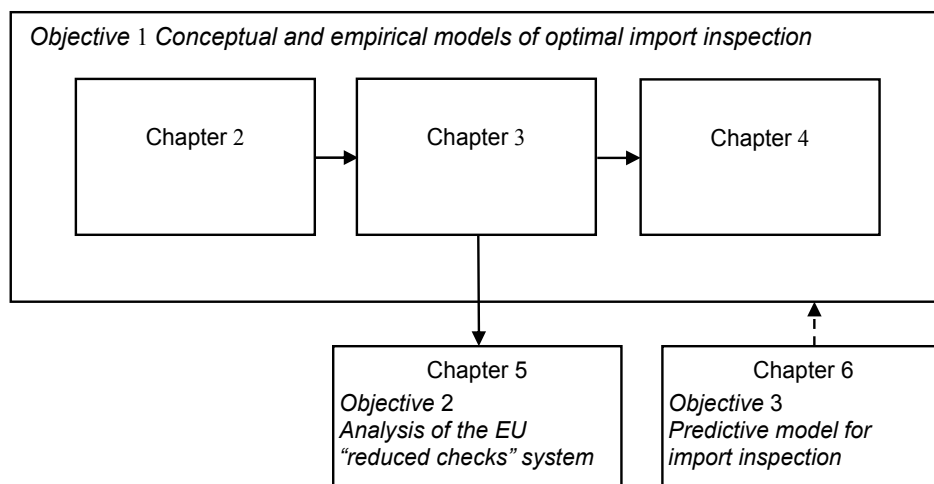 Objective 1 Conceptual and empirical models of optimal import inspection
Chapter 2
Chapter 3
Chapter 4
Chapter 5
Objective 2
Analysis of the EU
“reduced checks” system
Chapter 6
Objective 3
Predictive model for
import inspection